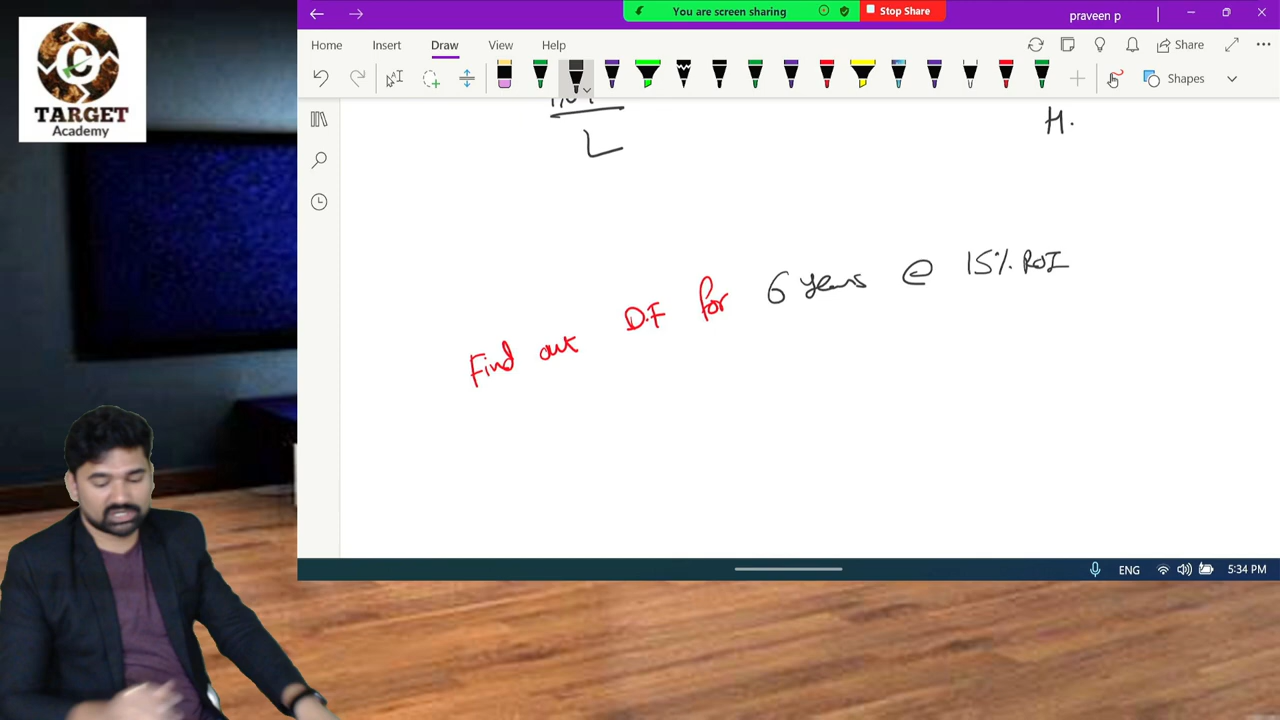 You are screen sharing
Stop Share
praveen p
TARGET
Academy
Home Insert Draw View Help
Share
Shapes
L
H.
Find out D.F for 6 years @ 15% ROI
ENG
5:34 PM